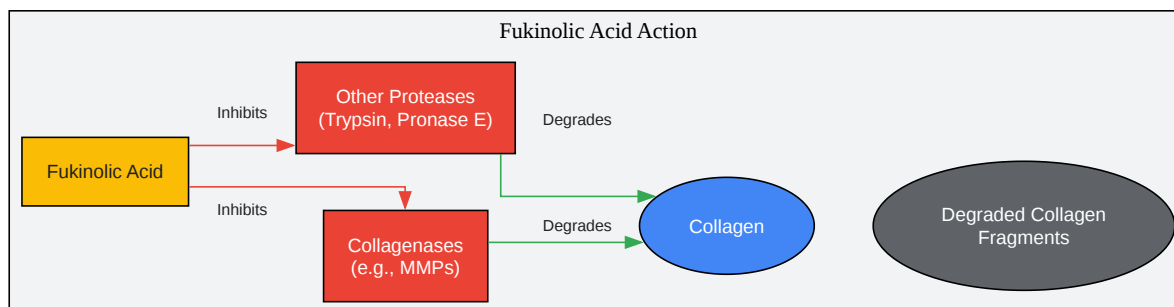 Fukinolic Acid Action
Fukinolic Acid
Inhibits
Inhibits
Other Proteases
(Trypsin, Pronase E)
Collagenases
(e.g., MMPs)
Degrades
Degrades
Collagen
Degraded Collagen
Fragments